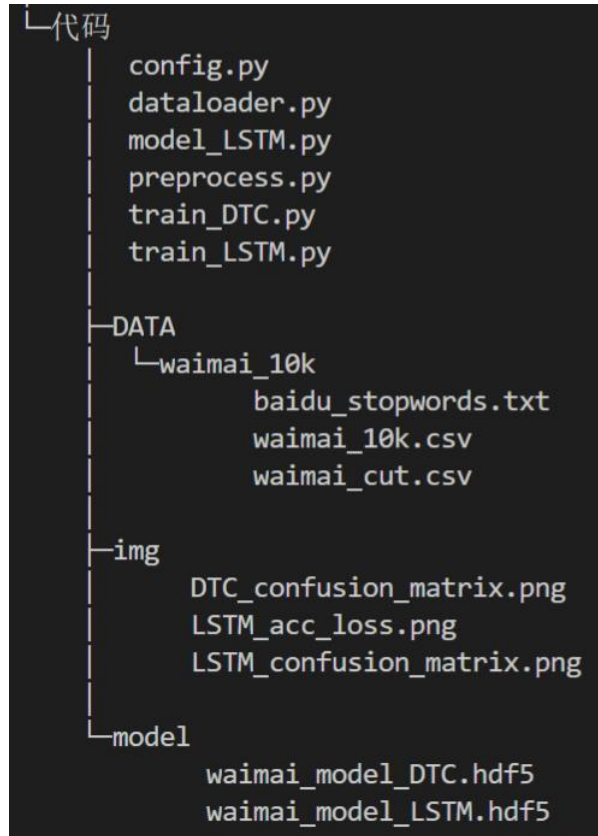 └─代码
│ config.py
│ dataloader.py
│ model_LSTM.py
│ preprocess.py
│ train_DTC.py
│ train_LSTM.py
│
├─DATA
│ └─waimai_10k
│ baidu_stopwords.txt
│ waimai_10k.csv
│ waimai_cut.csv
│
├─img
│ DTC_confusion_matrix.png
│ LSTM_acc_loss.png
│ LSTM_confusion_matrix.png
│
└─model
waimai_model_DTC.hdf5
waimai_model_LSTM.hdf5